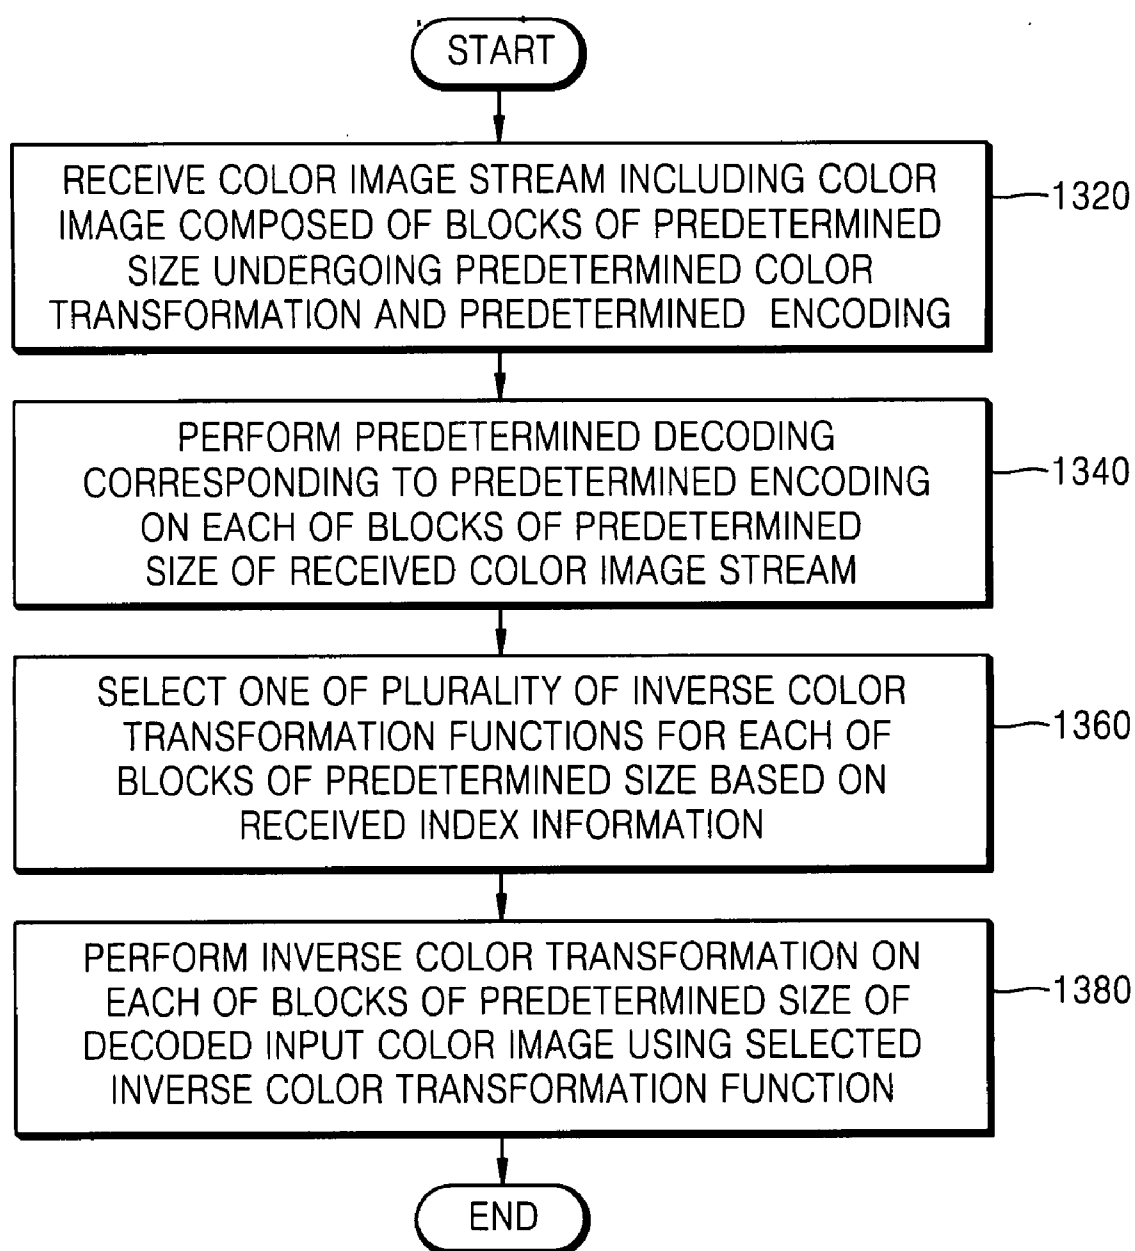 START
RECEIVE COLOR IMAGE STREAM INCLUDING COLOR
IMAGE COMPOSED OF BLOCKS OF PREDETERMINED
SIZE UNDERGOING PREDETERMINED COLOR
TRANSFORMATION AND PREDETERMINED ENCODING
1320
PERFORM PREDETERMINED DECODING
CORRESPONDING TO PREDETERMINED ENCODING
ON EACH OF BLOCKS OF PREDETERMINED
SIZE OF RECEIVED COLOR IMAGE STREAM
1340
SELECT ONE OF PLURALITY OF INVERSE COLOR
TRANSFORMATION FUNCTIONS FOR EACH OF
BLOCKS OF PREDETERMINED SIZE BASED ON
RECEIVED INDEX INFORMATION
1360
PERFORM INVERSE COLOR TRANSFORMATION ON
EACH OF BLOCKS OF PREDETERMINED SIZE OF
DECODED INPUT COLOR IMAGE USING SELECTED
INVERSE COLOR TRANSFORMATION FUNCTION
1380
END